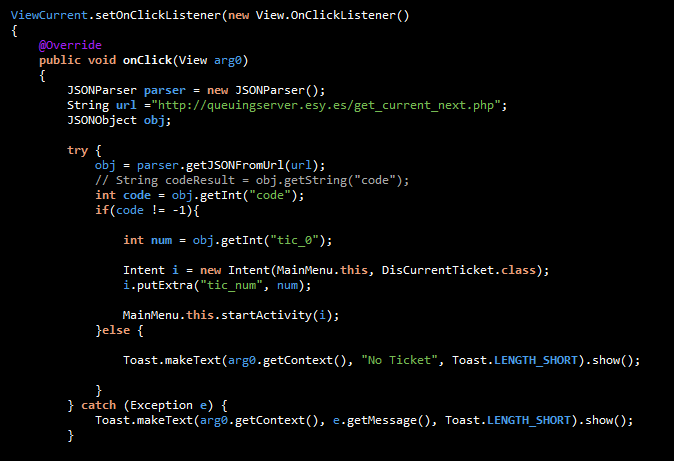 ViewCurrent.setOnClickListener(new View.OnClickListener()
{
@Override
public void onClick(View arg0)
{
JSONParser parser = new JSONParser();
String url ="http://queuingserver.esy.es/get_current_next.php";
JSONObject obj;
try {
obj = parser.getJSONFromUrl(url);
// String codeResult = obj.getString("code");
int code = obj.getInt("code");
if(code != -1){
int num = obj.getInt("tic_0");
Intent i = new Intent(MainMenu.this, DisCurrentTicket.class);
i.putExtra("tic_num", num);
MainMenu.this.startActivity(i);
}else {
Toast.makeText(arg0.getContext(), "No Ticket", Toast.LENGTH_SHORT).show();
}
} catch (Exception e) {
Toast.makeText(arg0.getContext(), e.getMessage(), Toast.LENGTH_SHORT).show();
}